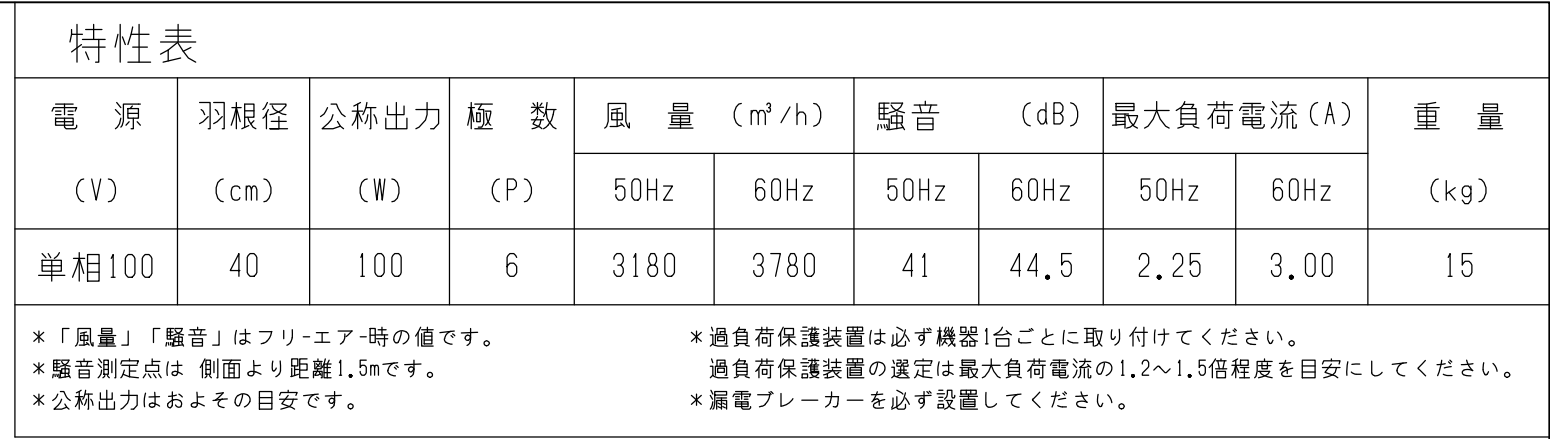 特性表
電 源 羽根径 公称出力 極 数 風 量 (m³/h) 騒音 (dB) 最大負荷電流(A) 重 量
(V) (cm) (W) (P) 50Hz 60Hz 50Hz 60Hz 50Hz 60Hz (kg)
単相100 40 100 6 3180 3780 41 44.5 2.25 3.00 15
*「風量」「騒音」はフリ-エア-時の値です。
*騒音測定点は 側面より距離1.5mです。
*公称出力はおよその目安です。
*過負荷保護装置は必ず機器1台ごとに取り付けてください。
過負荷保護装置の選定は最大負荷電流の1.2~1.5倍程度を目安にしてください。
*漏電ブレーカーを必ず設置してください。